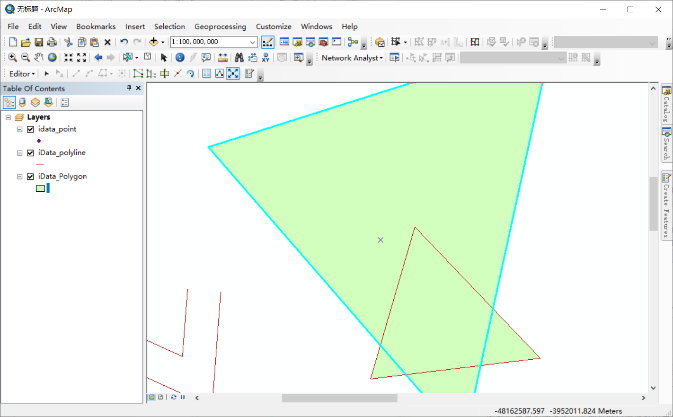 无标题 - ArcMap
File Edit View Bookmarks Insert Selection Geoprocessing Customize Windows Help
1:100,000,000
Network Analyst
Editor
Table Of Contents
Layers
idata_point
iData_polyline
iData_Polygon
Catalog
Search
Create Features
-48162587.597 -3952011.824 Meters